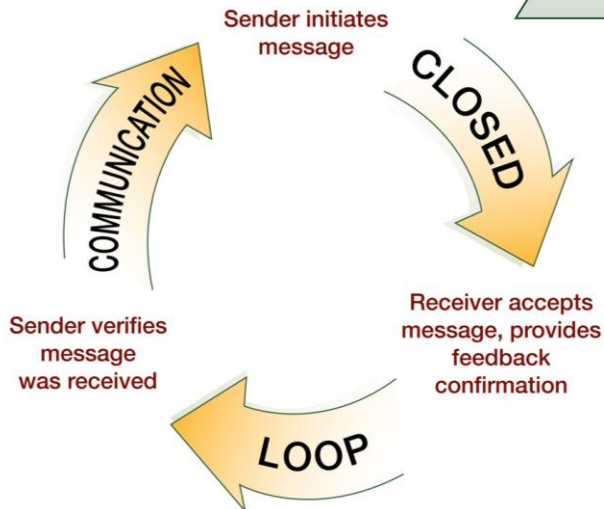 Sender initiates
message
CLOSED
Receiver accepts
message, provides
feedback
confirmation
LOOP
Sender verifies
message
was received
COMMUNICATION